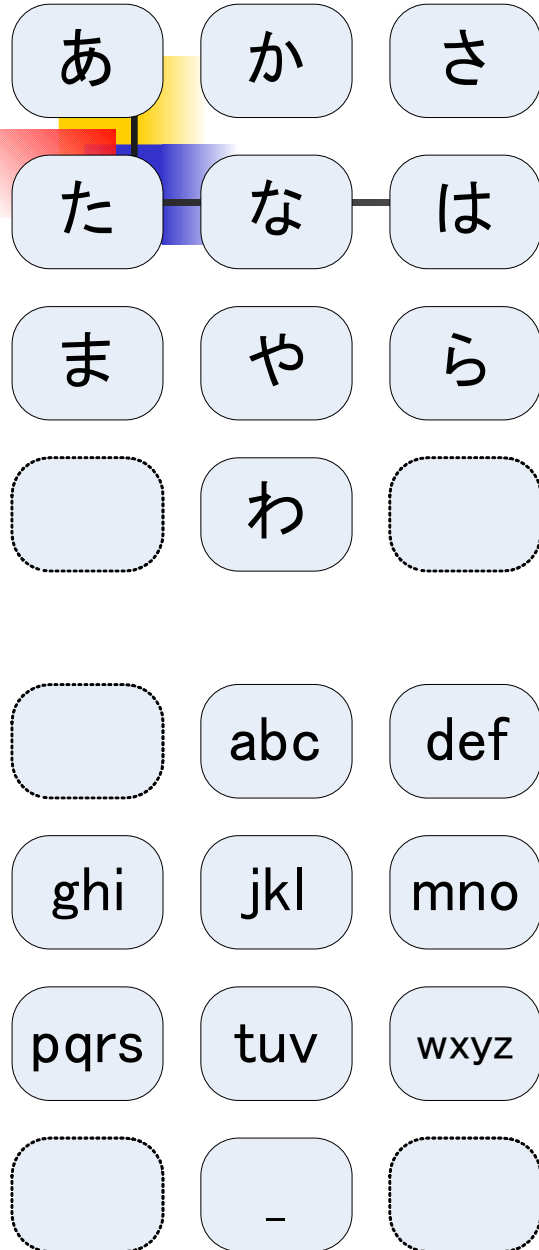 あ か さ
た な は
ま や ら
わ
abc def
ghi jkl mno
pqrs tuv wxyz
_